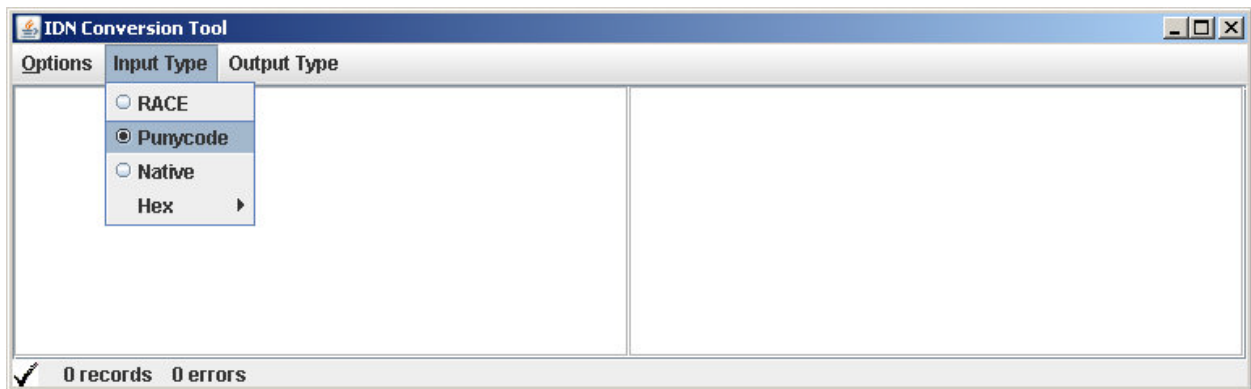 IDN Conversion Tool
Options Input Type Output Type
RACE
Punycode
Native
Hex
0 records 0 errors